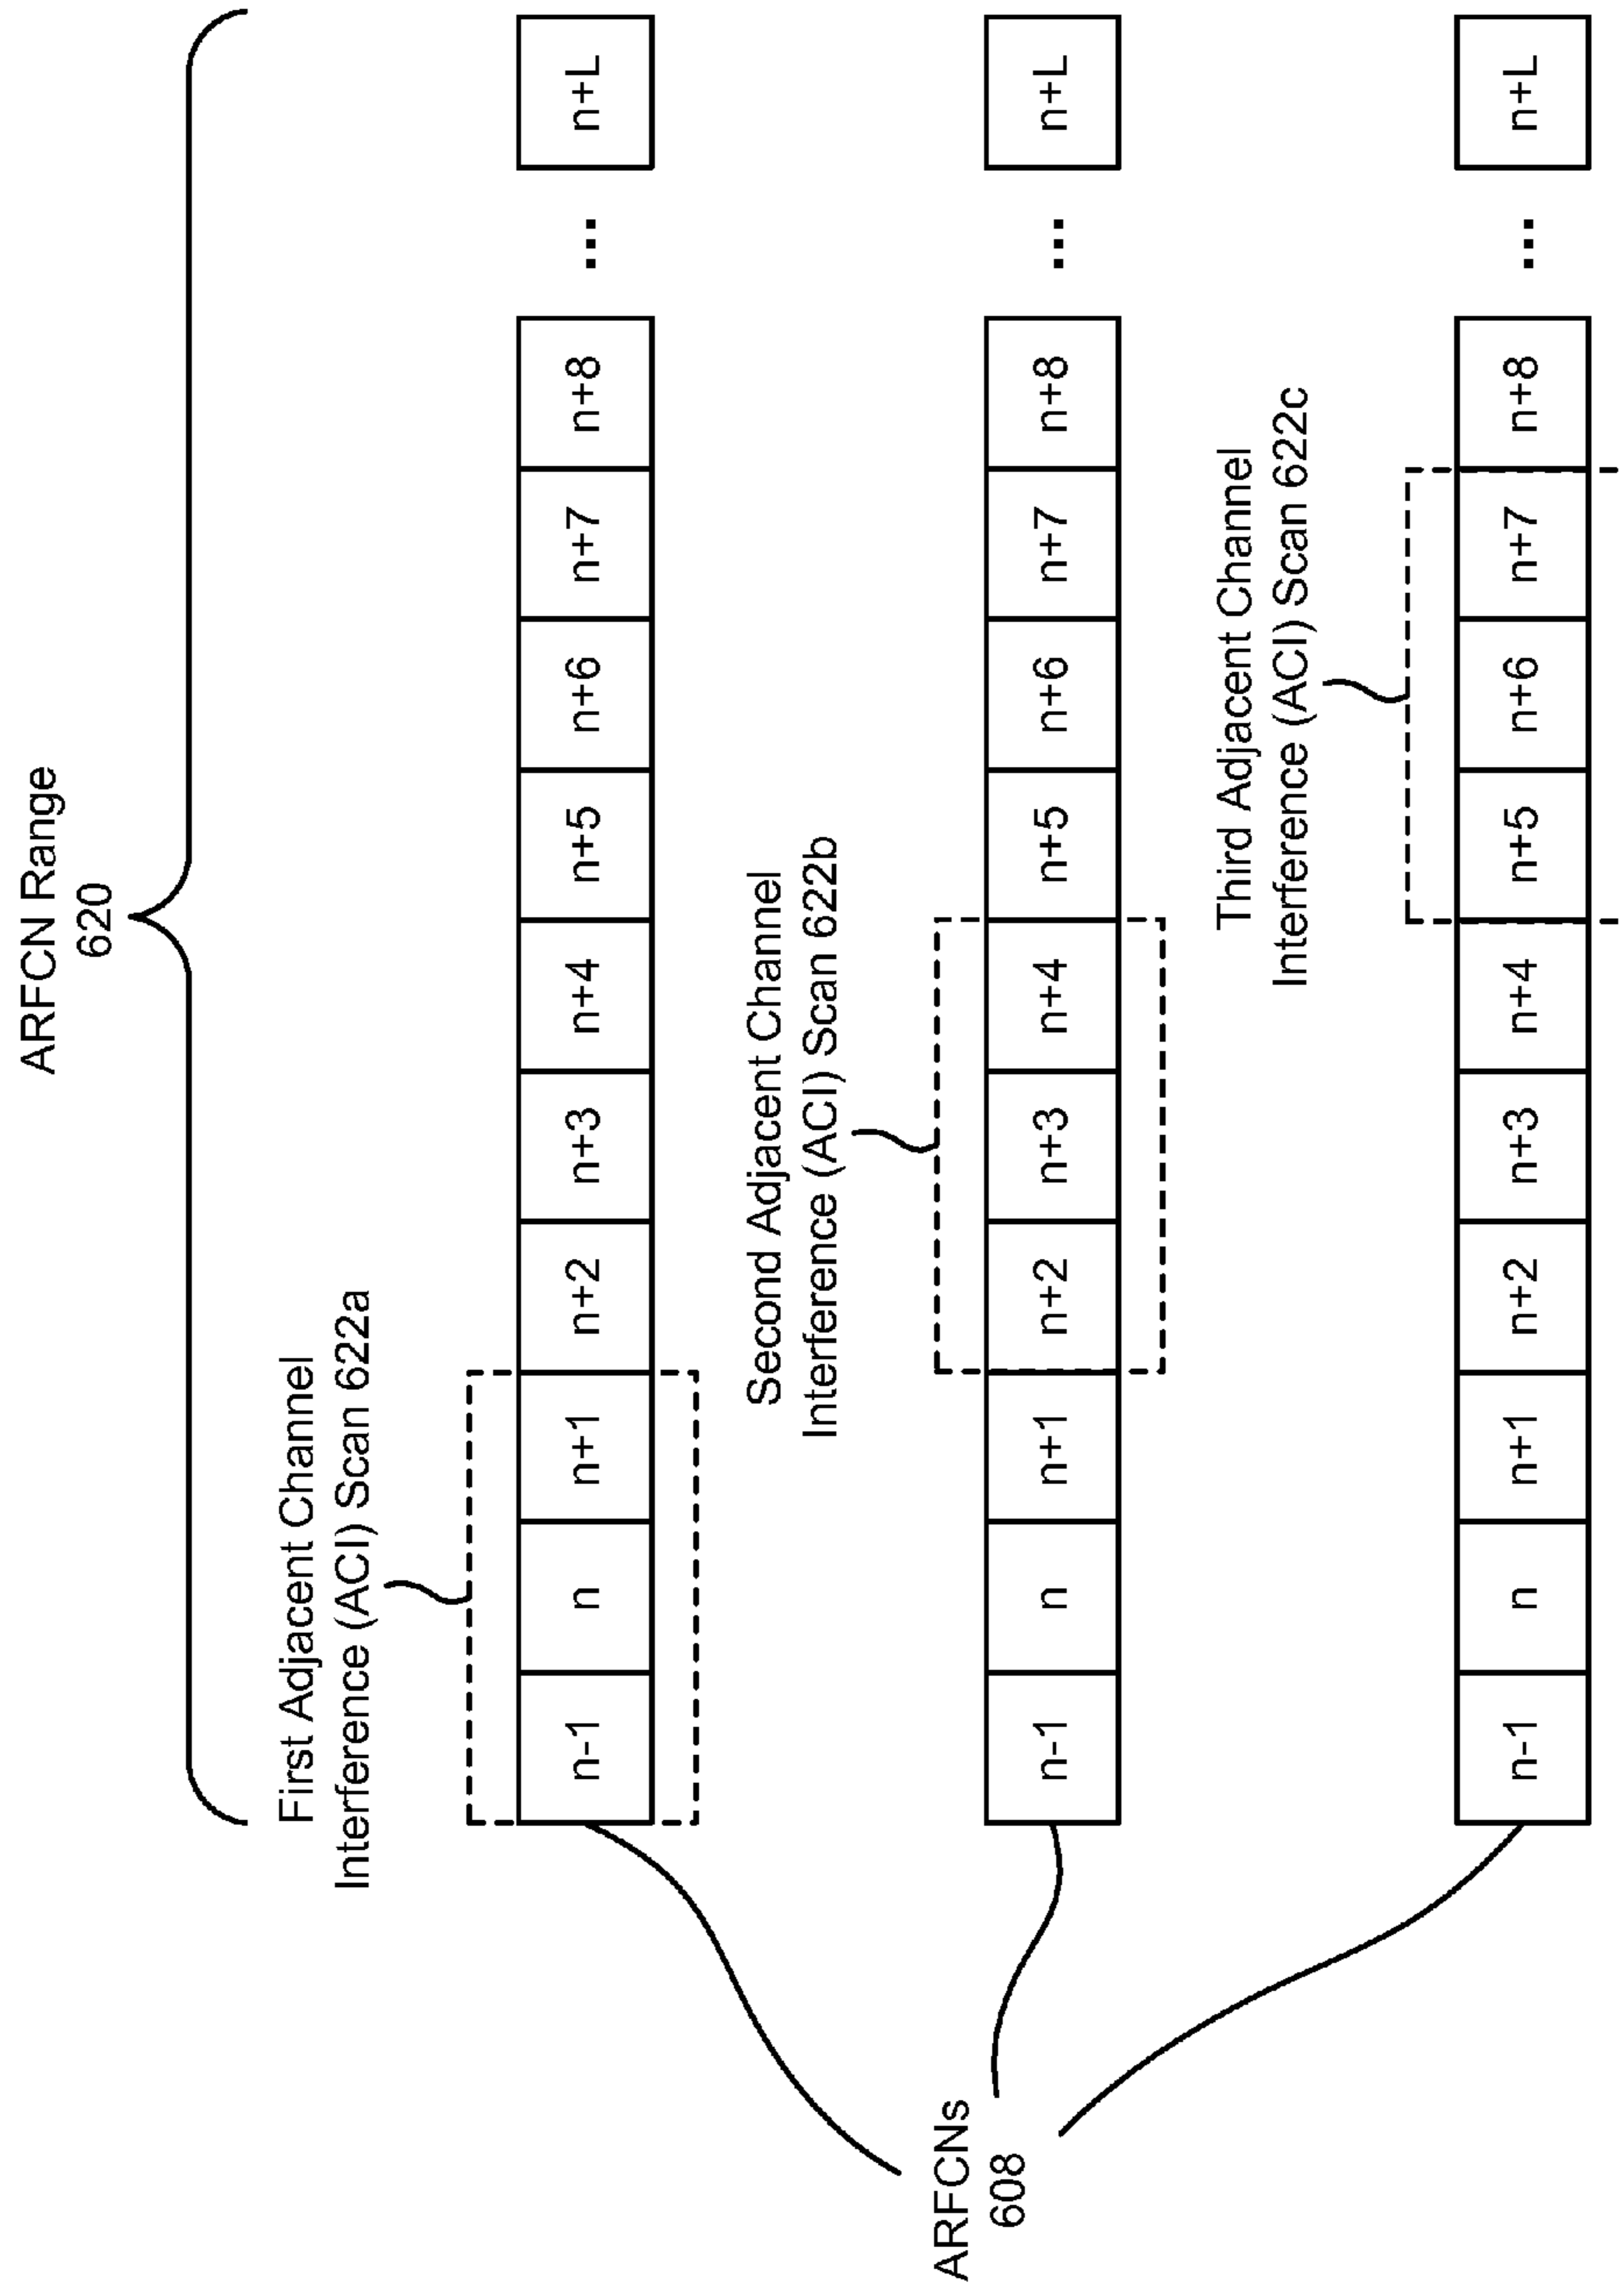 ARFCN Range
620
First Adjacent Channel
Interference (ACI) Scan 622a
n-1 n n+1 n+2 n+3 n+4 n+5 n+6 n+7 n+8 ... n+L
Second Adjacent Channel
Interference (ACI) Scan 622b
n-1 n n+1 n+2 n+3 n+4 n+5 n+6 n+7 n+8 ... n+L
Third Adjacent Channel
Interference (ACI) Scan 622c
n-1 n n+1 n+2 n+3 n+4 n+5 n+6 n+7 n+8 ... n+L
ARFCNs
608